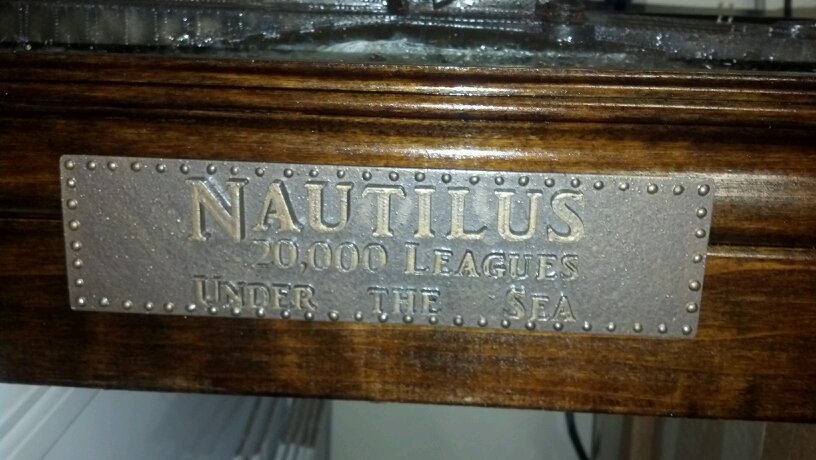 NAUTILUS
20,000 LEAGUES
UNDER THE SEA